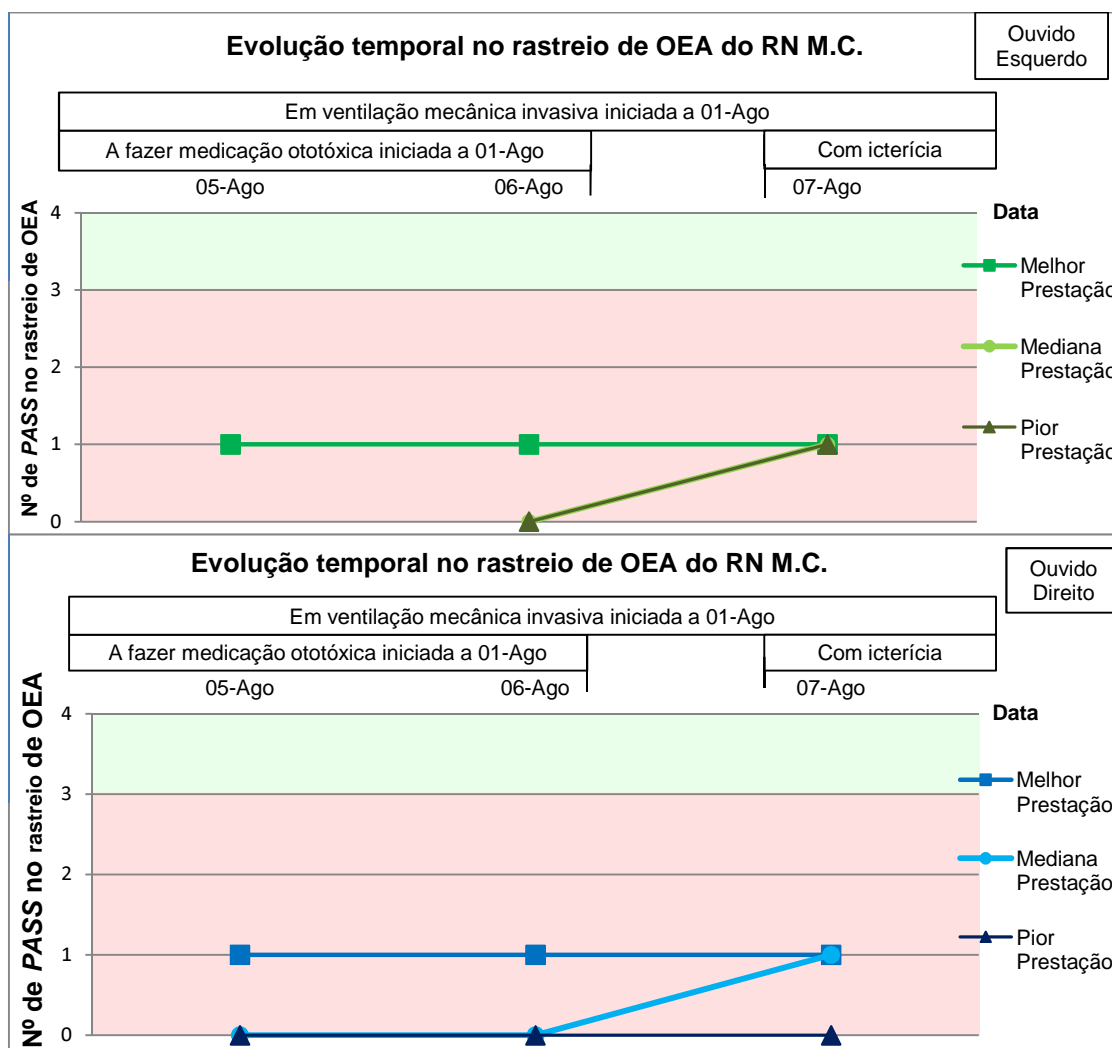 Evolução temporal no rastreio de OEA do RN M.C.
Ouvido
Esquerdo
Em ventilação mecânica invasiva iniciada a 01-Ago
A fazer medicação ototóxica iniciada a 01-Ago
Com icterícia
05-Ago
06-Ago
07-Ago
Data
Nº de PASS no rastreio de OEA
4
3
2
1
0
Melhor
Prestação
Mediana
Prestação
Pior
Prestação
Evolução temporal no rastreio de OEA do RN M.C.
Ouvido
Direito
Em ventilação mecânica invasiva iniciada a 01-Ago
A fazer medicação ototóxica iniciada a 01-Ago
Com icterícia
05-Ago
06-Ago
07-Ago
Data
Nº de PASS no rastreio de OEA
4
3
2
1
0
Melhor
Prestação
Mediana
Prestação
Pior
Prestação